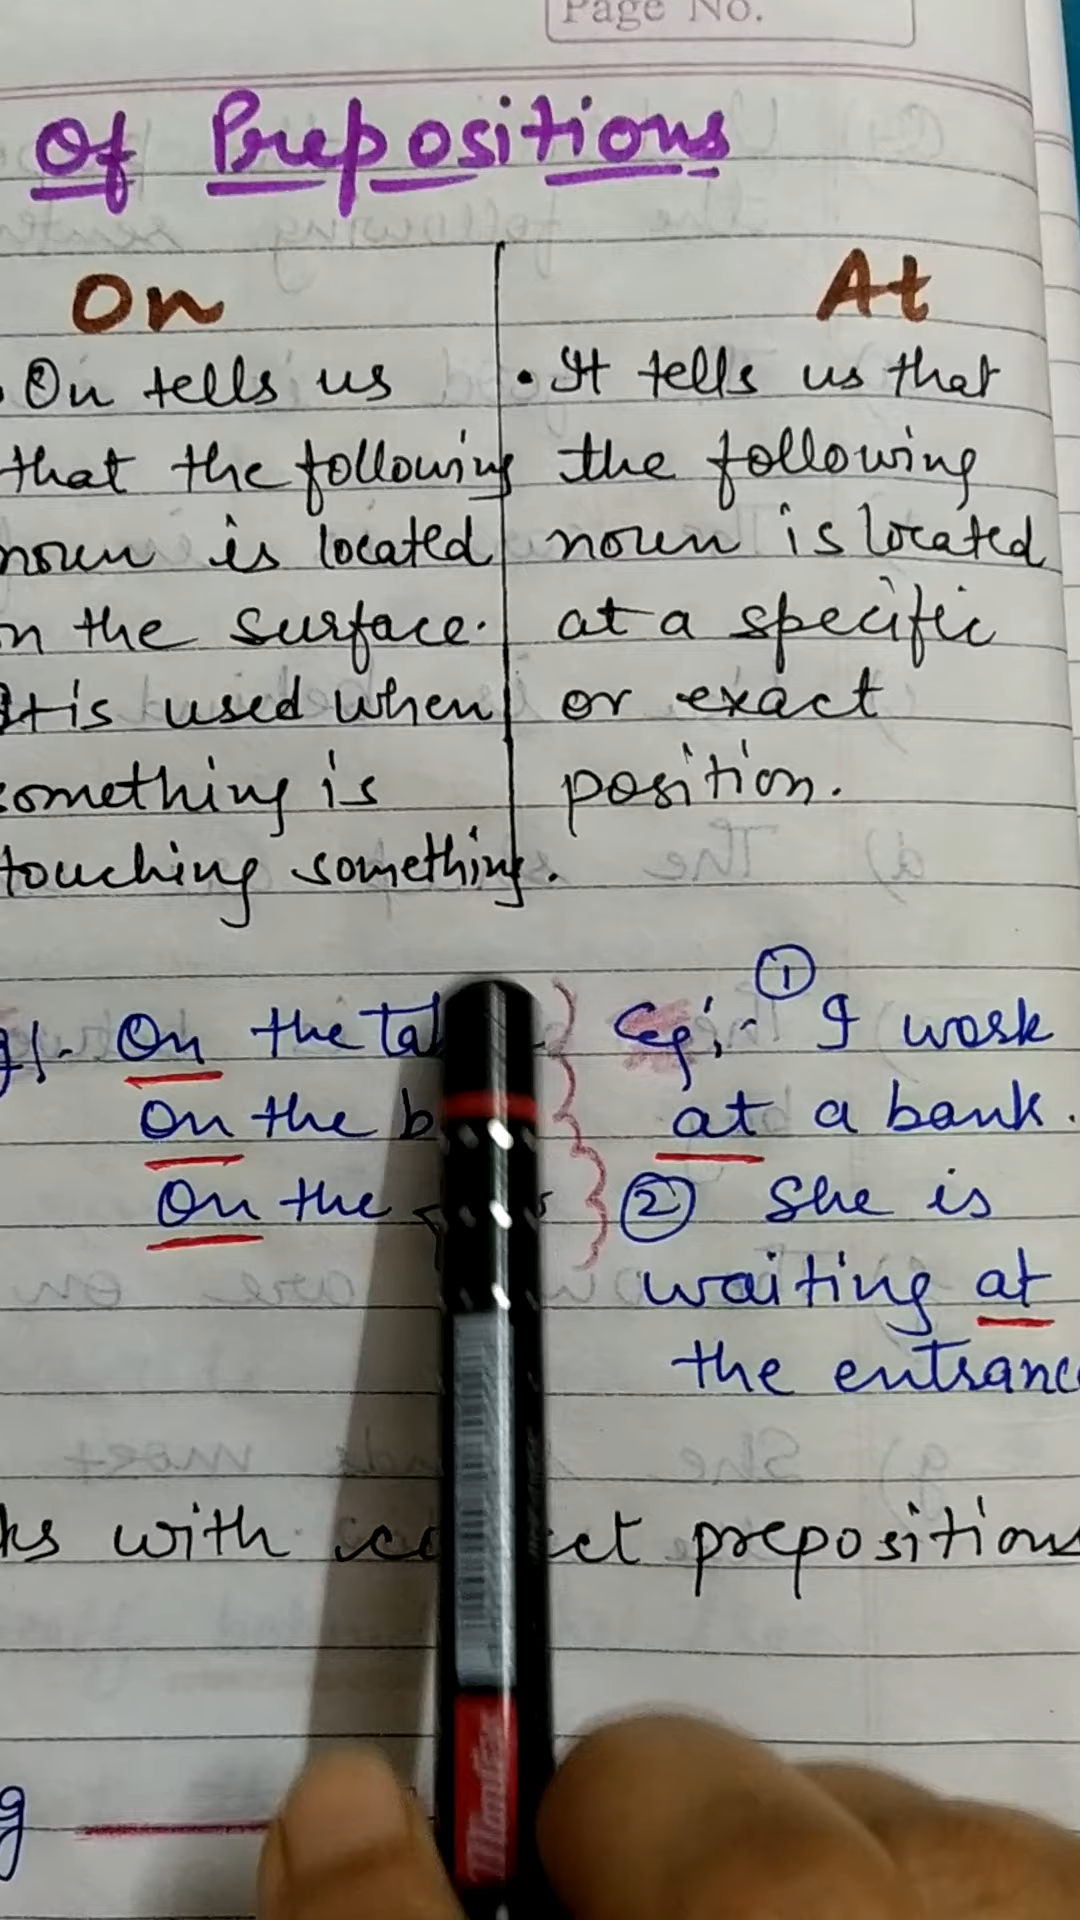 Page No.
Of Prepositions
On
On tells us
that the following
noun is located
n the surface.
It is used when
something is
touching something.
On the
On the
On the
At
• It tells us that
the following
noun is located
at a specific
or exact
position.
Eg:- ① I work
at a bank.
② She is
waiting at
the entranc
ks with prepositions
g